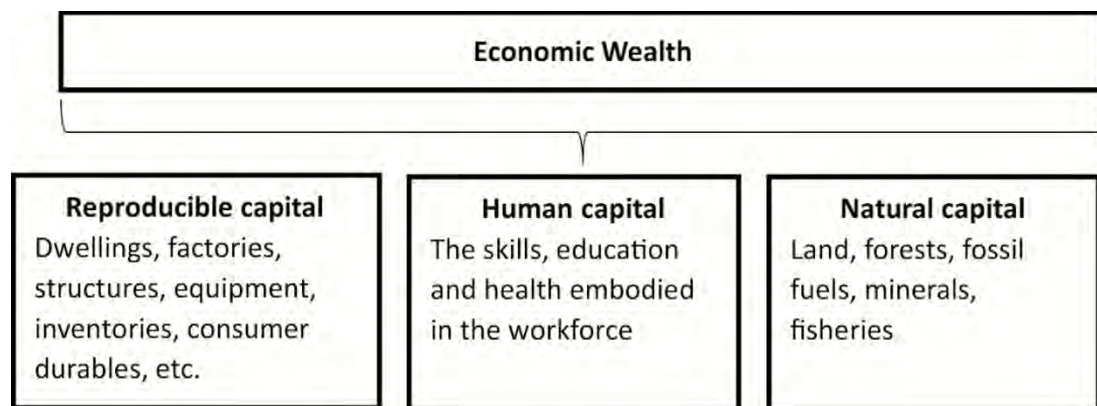 Economic Wealth
Reproducible capital
Dwellings, factories,
structures, equipment,
inventories, consumer
durables, etc.
Human capital
The skills, education
and health embodied
in the workforce
Natural capital
Land, forests, fossil
fuels, minerals,
fisheries